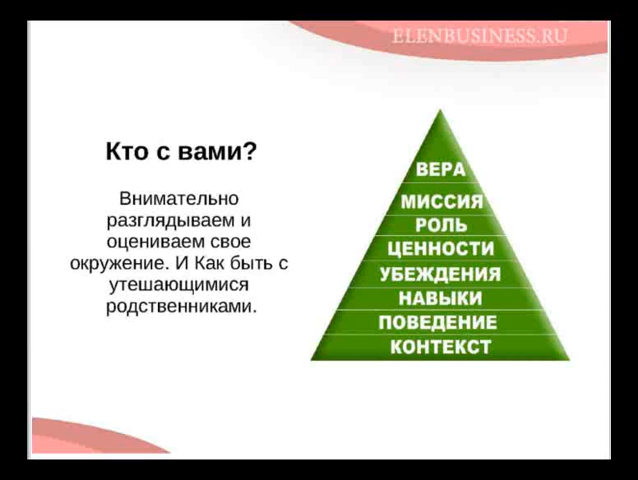 ELENBUSINESS.RU
Кто с вами?
Внимательно
разглядываем и
оцениваем свое
окружение. И Как быть с
утешающимися
родственниками.
ВЕРА
МИССИЯ
РОЛЬ
ЦЕННОСТИ
УБЕЖДЕНИЯ
НАВЫКИ
ПОВЕДЕНИЕ
КОНТЕКСТ